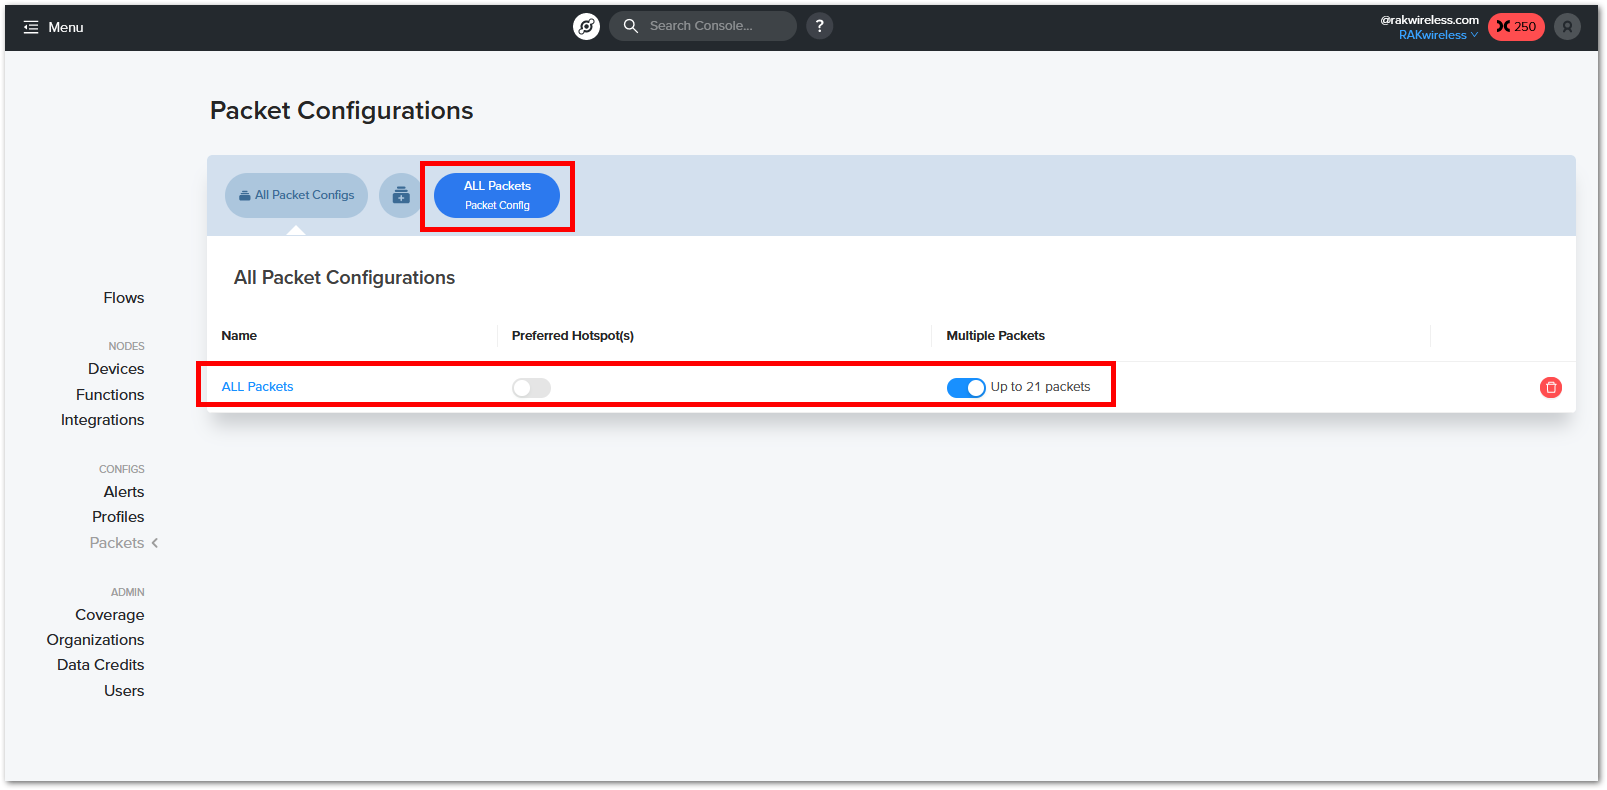 Menu
Search Console...
?
@rakwireless.com
RAKwireless
250
Packet Configurations
All Packet Configs
ALL Packets
Packet Config
All Packet Configurations
Name
Preferred Hotspot(s)
Multiple Packets
ALL Packets
Up to 21 packets
Flows
NODES
Devices
Functions
Integrations
CONFIGS
Alerts
Profiles
Packets
ADMIN
Coverage
Organizations
Data Credits
Users